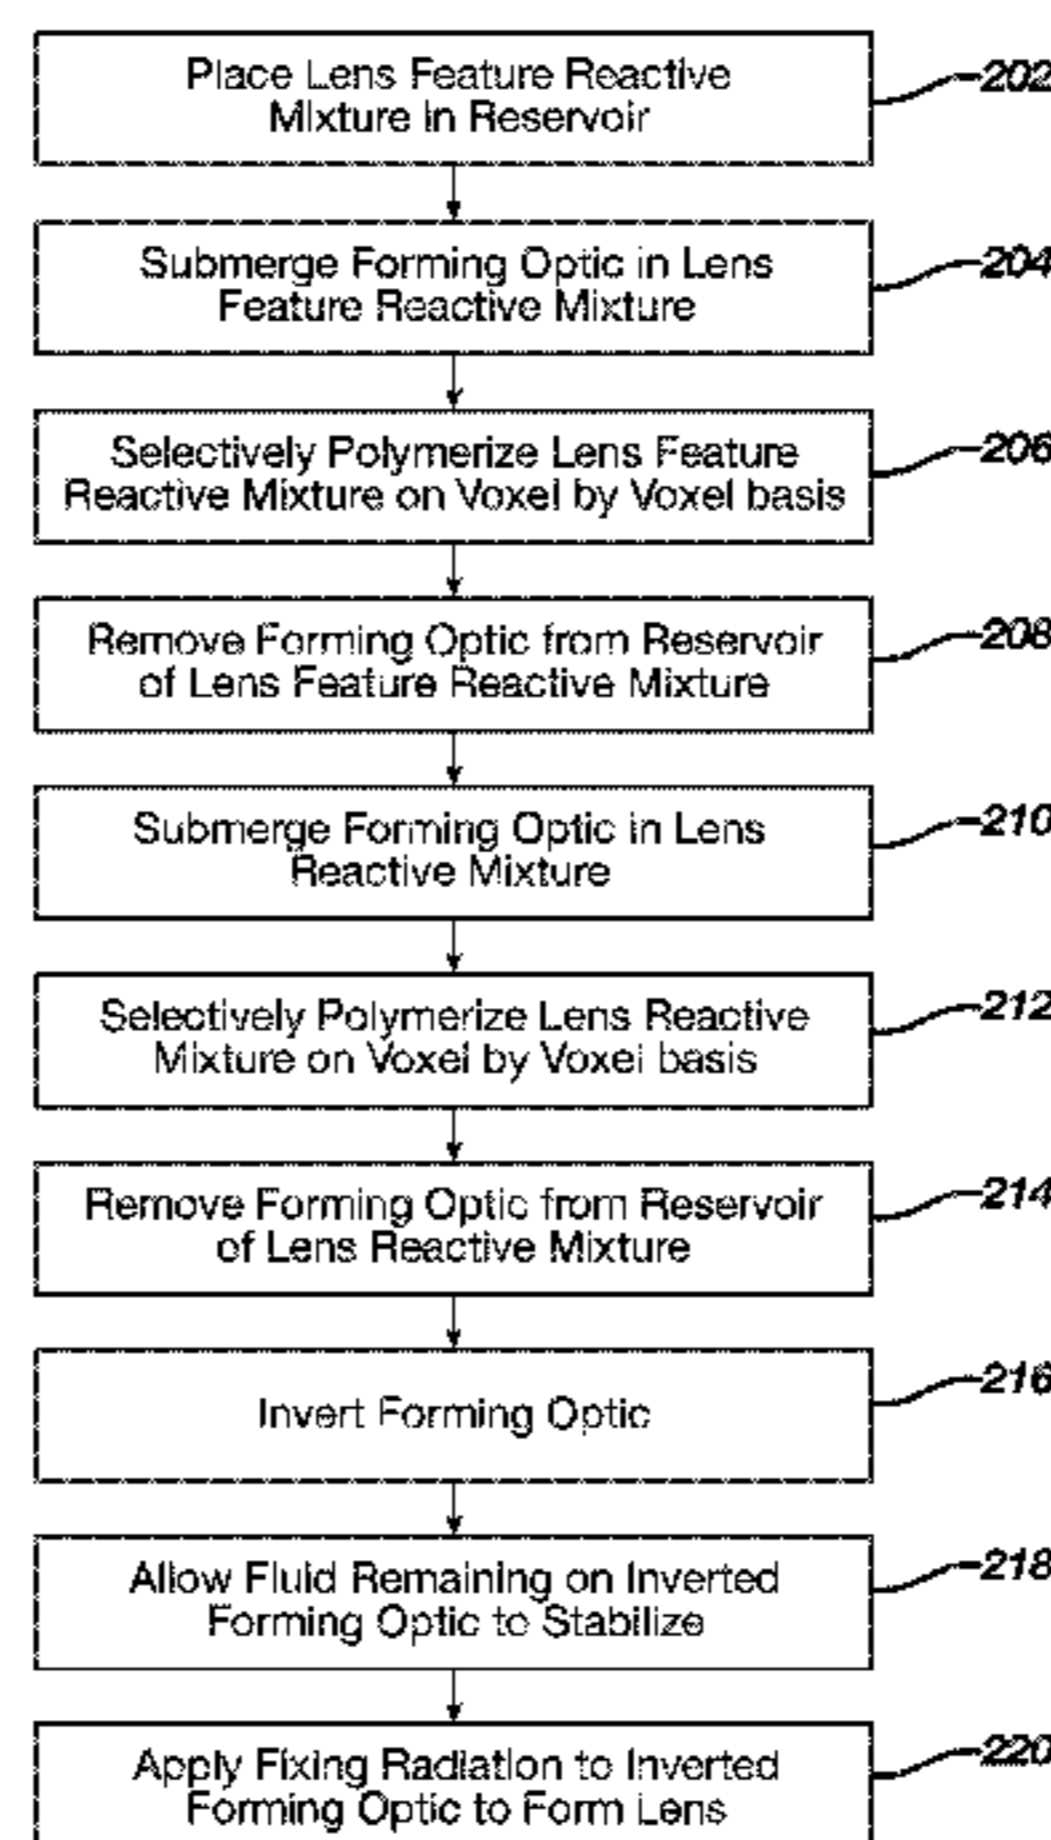 Place Lens Feature Reactive
Mixture in Reservoir
202
Submerge Forming Optic in Lens
Feature Reactive Mixture
204
Selectively Polymerize Lens Feature
Reactive Mixture on Voxel by Voxel basis
206
Remove Forming Optic from Reservoir
of Lens Feature Reactive Mixture
208
Submerge Forming Optic in Lens
Reactive Mixture
210
Selectively Polymerize Lens Reactive
Mixture on Voxel by Voxel basis
212
Remove Forming Optic from Reservoir
of Lens Reactive Mixture
214
Invert Forming Optic
216
Allow Fluid Remaining on Inverted
Forming Optic to Stabilize
218
Apply Fixing Radiation to Inverted
Forming Optic to Form Lens
220